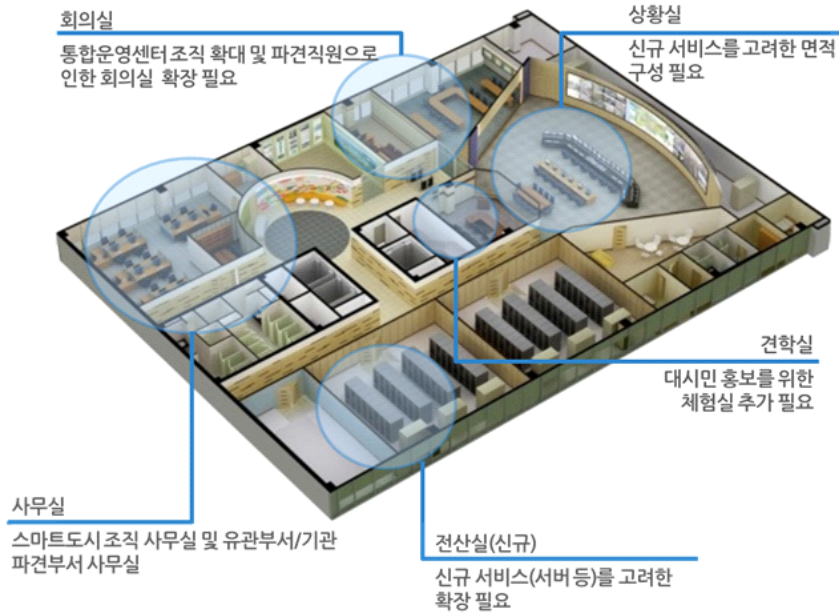 회의실
통합운영센터 조직 확대 및 파견직원으로
인한 회의실 확장 필요
상황실
신규 서비스를 고려한 면적
구성 필요
견학실
대시민 홍보를 위한
체험실 추가 필요
사무실
스마트도시 조직 사무실 및 유관부서/기관
파견부서 사무실
전산실(신규)
신규 서비스(서버 등)를 고려한
확장 필요